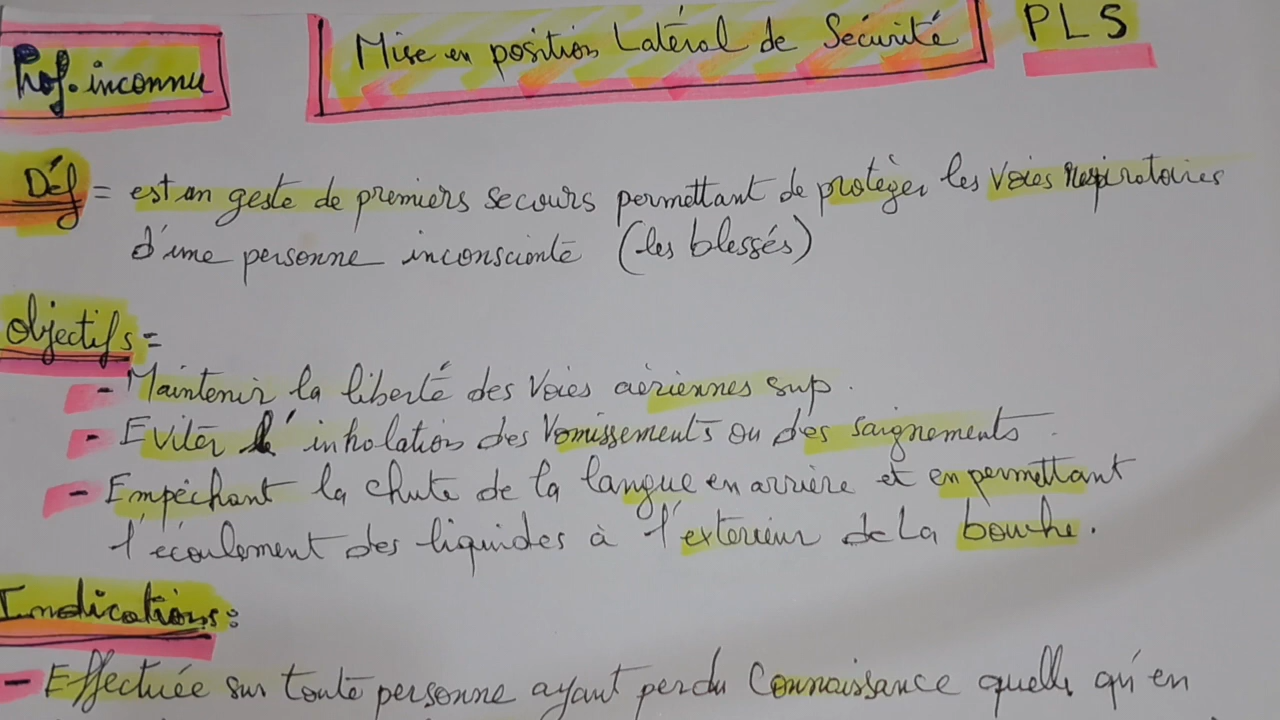 Prof. inconnu
Mise en position Latéral de Sécurité
PLS
Déf = est un geste de premiers secours permettant de protéger les voies respiratoires
d'une personne inconsciente (les blessés)
Objectifs =
- Maintenir la liberté des Voies aériennes sup.
- Eviter l'inhalation des Vomissements ou des saignements.
- Empéchant la chute de la langue en arrière et en permettant
l'écoulement des liquides à l'exterieur de la bouche.
Indications:
- Effectuée sur toute personne ayant perdu Connaissance quelle qu'en